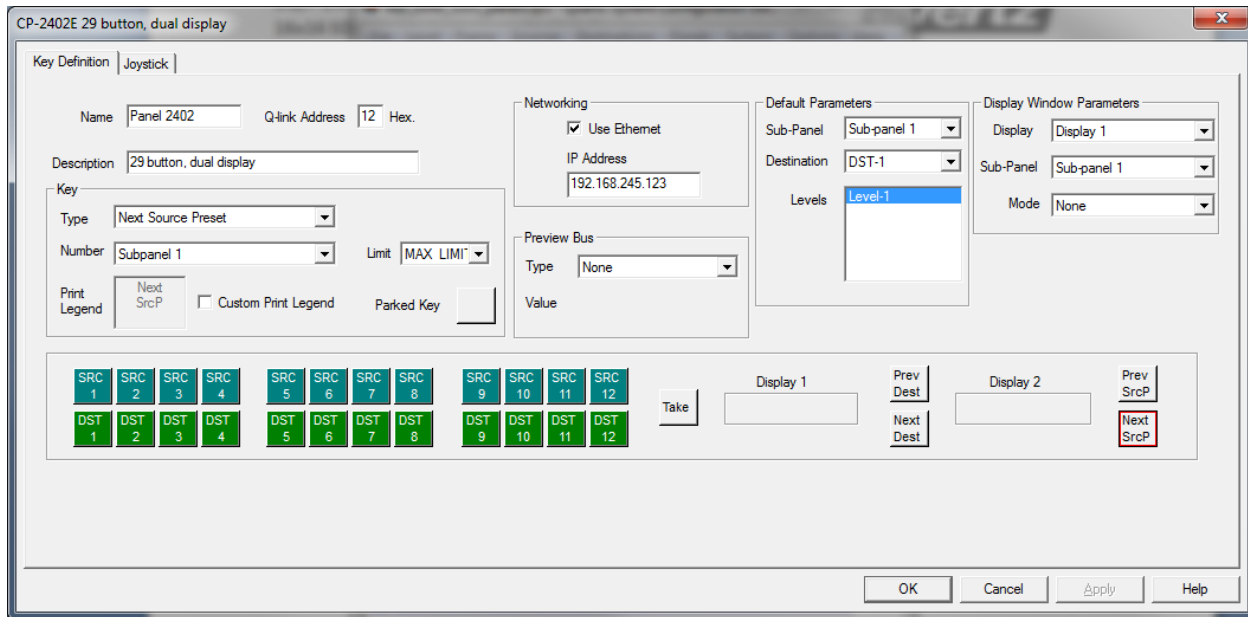 CP-2402E 29 button, dual display
Key Definition
Joystick
Name Panel 2402 Q-link Address 12 Hex.
Description 29 button, dual display
Key
Type Next Source Preset
Number Subpanel 1 Limit MAX LIMIT
Print Legend Next SrcP Custom Print Legend Parked Key
Networking
Use Ethernet
IP Address
192.168.245.123
Preview Bus
Type None
Value
Default Parameters
Sub-Panel Sub-panel 1
Destination DST-1
Levels Level-1
Display Window Parameters
Display Display 1
Sub-Panel Sub-panel 1
Mode None
SRC 1 SRC 2 SRC 3 SRC 4 SRC 5 SRC 6 SRC 7 SRC 8 SRC 9 SRC 10 SRC 11 SRC 12
DST 1 DST 2 DST 3 DST 4 DST 5 DST 6 DST 7 DST 8 DST 9 DST 10 DST 11 DST 12
Take
Display 1
Prev Dest
Next Dest
Display 2
Prev SrcP
Next SrcP
OK Cancel Apply Help